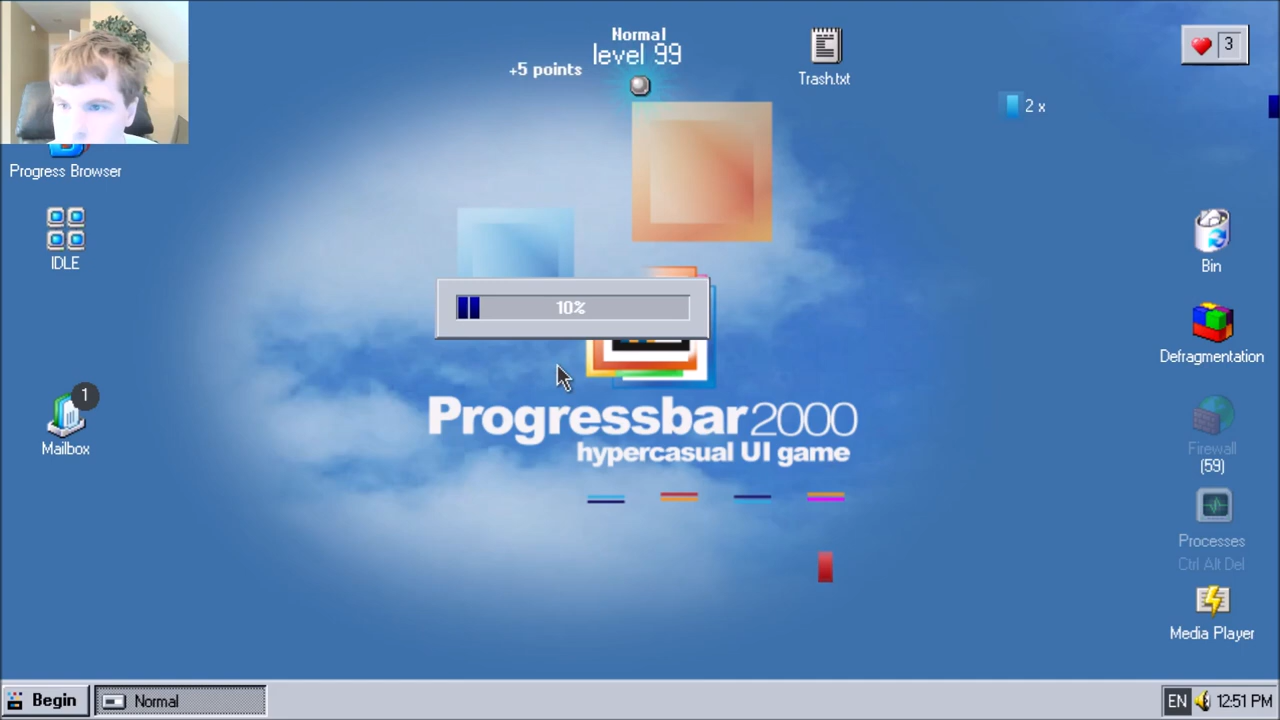 Normal
level 99
+5 points
Trash.txt
3
2 x
Progress Browser
IDLE
Bin
10%
Defragmentation
1
Mailbox
Progressbar2000
hypercasual UI game
Firewall
(59)
Processes
Ctrl Alt Del
Media Player
Begin
Normal
EN
12:51 PM